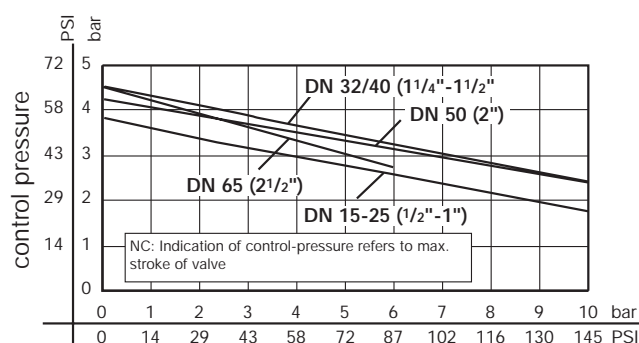 PSI
bar
72
5
58
4
43
3
29
2
14
1
0
control pressure
DN 32/40 (1¹/₄"-1¹/₂"
DN 50 (2")
DN 65 (2¹/₂")
DN 15-25 (¹/₂"-1")
NC: Indication of control-pressure refers to max.
stroke of valve
0 1 2 3 4 5 6 7 8 9 10 bar
0 14 29 43 58 72 87 102 116 130 145 PSI